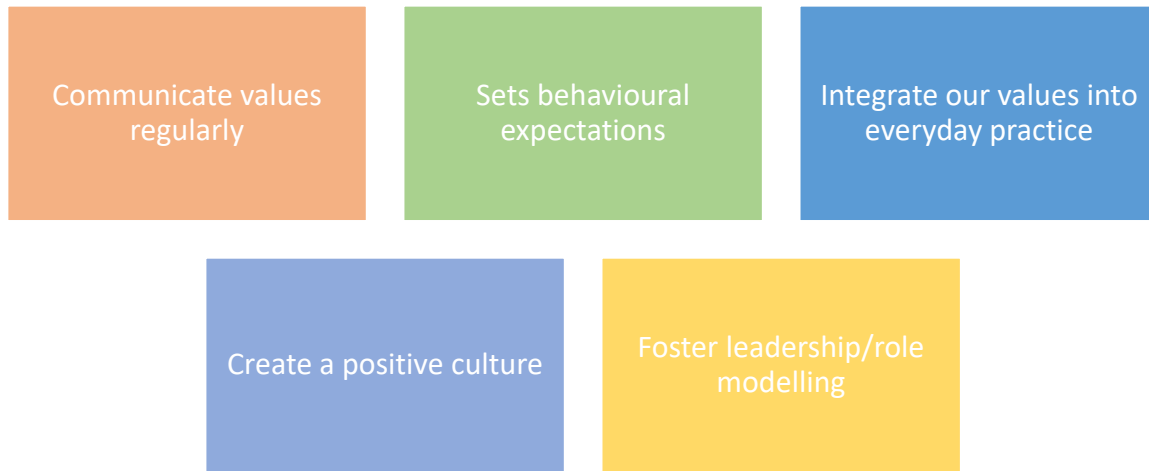 Communicate values
regularly
Sets behavioural
expectations
Integrate our values into
everyday practice
Create a positive culture
Foster leadership/role
modelling